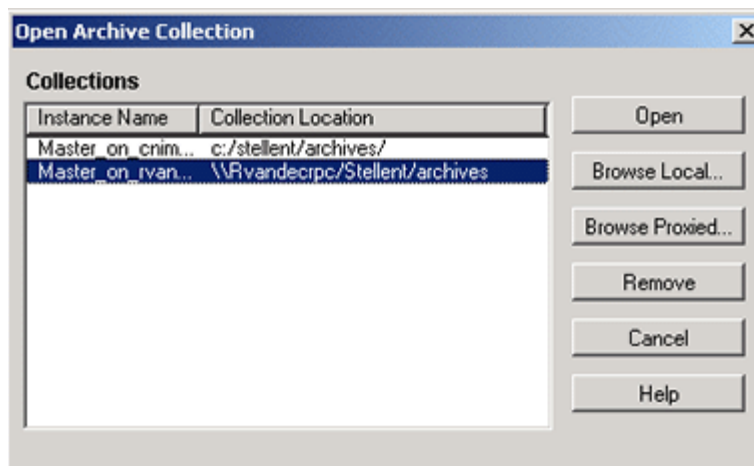 Open Archive Collection
Collections
Instance Name Collection Location
Master_on_cnim... c:/stellent/archives/
Master_on_rvan... \\Rvandecrpc/Stellent/archives
Open
Browse Local...
Browse Proxied...
Remove
Cancel
Help